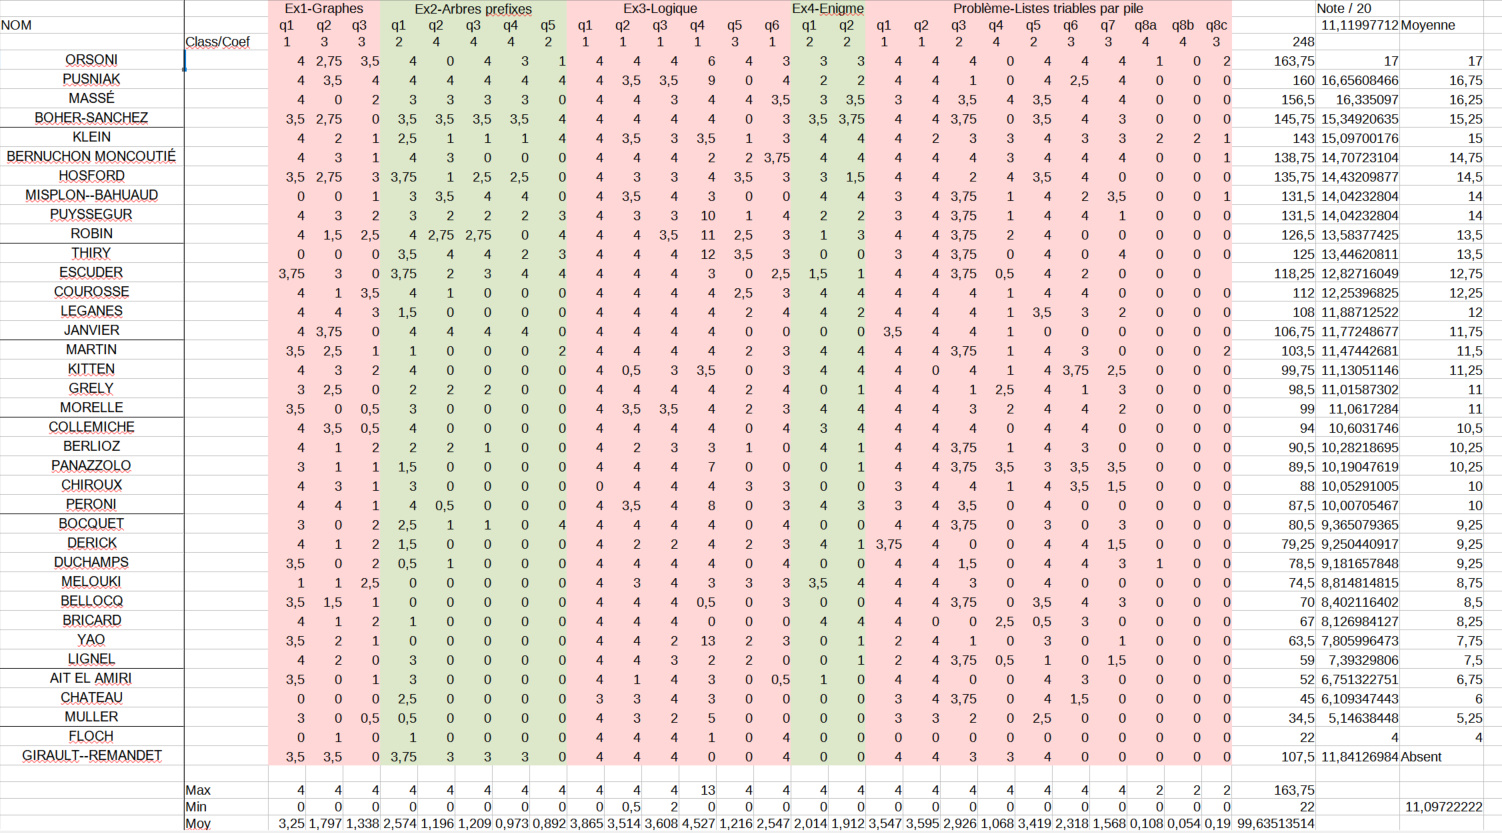 Ex1-Graphes Ex2-Arbres prefixes Ex3-Logique Ex4-Enigme Problème-Listes triables par pile Note / 20
NOM q1 q2 q3 q1 q2 q3 q4 q5 q1 q2 q3 q4 q5 q6 q1 q2 q1 q2 q3 q4 q5 q6 q7 q8a q8b q8c 11,11997712 Moyenne
Class/Coef 1 3 3 2 4 4 4 2 1 1 1 1 3 1 2 2 1 1 2 4 2 3 3 4 4 3 248
ORSONI 4 2,75 3,5 4 0 4 3 1 4 4 4 6 4 3 3 3 4 4 4 0 4 4 4 1 0 2 163,75 17 17
PUSNIAK 4 3,5 4 4 4 4 4 4 4 3,5 3,5 9 0 4 2 2 4 4 1 0 4 2,5 4 0 0 0 160 16,65608466 16,75
MASSÉ 4 0 2 3 3 3 3 0 4 4 3 4 4 3,5 3 3,5 3 4 3,5 4 3,5 4 4 0 0 0 156,5 16,335097 16,25
BOHER-SANCHEZ 3,5 2,75 0 3,5 3,5 3,5 3,5 4 4 4 4 4 0 3 3,5 3,75 4 4 3,75 0 3,5 4 3 0 0 0 145,75 15,34920635 15,25
KLEIN 4 2 1 2,5 1 1 1 4 4 3,5 3 3,5 1 3 4 4 4 2 3 3 4 4 3 2 2 1 143 15,09700176 15
BERNUCHON MONCOUTIÉ 4 3 1 4 3 0 0 0 4 4 4 2 2 3,75 4 4 4 4 4 3 4 4 4 0 0 1 138,75 14,70723104 14,75
HOSFORD 3,5 2,75 3 3,75 1 2,5 2,5 0 4 3 3 4 3,5 3 3 1,5 4 4 2 4 3,5 4 0 0 0 0 135,75 14,43209877 14,5
MISPLON--BAHUAUD 0 0 1 3 3,5 4 4 0 4 3,5 4 3 0 0 4 4 3 4 3,75 1 4 2 3,5 0 0 1 131,5 14,04232804 14
PUYSSEGUR 4 3 2 3 2 2 2 3 4 3 3 10 1 4 2 2 3 4 3,75 1 4 4 1 0 0 0 131,5 14,04232804 14
ROBIN 4 1,5 2,5 4 2,75 2,75 0 4 4 4 3,5 11 2,5 3 1 3 4 4 3,75 2 4 0 0 0 0 0 126,5 13,58377425 13,5
THIRY 0 0 0 3,5 4 4 2 3 4 4 4 12 3,5 3 0 0 3 4 3,75 4 0 4 0 0 0 0 125 13,44620811 13,5
ESCUDER 3,75 3 0 3,75 2 3 4 4 4 4 4 3 0 2,5 1,5 1 4 4 3,75 0,5 4 2 0 0 0 118,25 12,82716049 12,75
COUROSSE 4 1 3,5 4 1 0 0 0 4 4 4 4 2,5 3 4 4 4 4 4 1 4 4 0 0 0 0 112 12,25396825 12,25
LEGANES 4 4 3 1,5 0 0 0 0 4 4 4 4 2 4 4 2 4 4 4 1 3,5 3 2 0 0 0 108 11,88712522 12
JANVIER 4 3,75 0 4 4 4 4 0 4 4 4 4 0 4 0 0 3,5 4 4 1 0 0 0 0 0 0 106,75 11,77248677 11,75
MARTIN 3,5 2,5 1 1 0 0 0 2 4 4 4 4 2 3 4 4 4 4 3,75 1 4 3 0 0 0 2 103,5 11,47442681 11,5
KITTEN 4 3 2 4 0 0 0 0 4 0,5 3 3,5 0 3 4 4 4 0 4 1 4 3,75 2,5 0 0 0 99,75 11,13051146 11,25
GRELY 3 2,5 0 2 2 2 0 0 4 4 4 4 2 4 0 1 4 4 1 2,5 4 1 3 0 0 0 98,5 11,01587302 11
MORELLE 3,5 0 0,5 3 0 0 0 0 4 3,5 3,5 4 2 3 4 4 4 4 3 2 4 4 2 0 0 0 99 11,0617284 11
COLLEMICHE 4 3,5 0,5 4 0 0 0 0 4 4 4 4 0 4 3 4 4 4 4 0 4 3 0 0 0 0 94 10,6031746 10,5
BERLIOZ 4 1 2 2 2 1 0 0 4 2 3 3 1 0 4 1 4 4 3,75 1 4 3 0 0 0 0 90,5 10,28218695 10,25
PANAZZOLO 3 1 1 1,5 0 0 0 0 4 4 4 7 0 0 0 1 4 4 3,75 3,5 3 3,5 3,5 0 0 0 89,5 10,19047619 10,25
CHIROUX 4 3 1 3 0 0 0 0 0 4 4 4 3 3 0 0 3 4 4 1 4 3,5 1,5 0 0 0 88 10,05291005 10
PERONI 4 4 1 4 0,5 0 0 0 4 3,5 4 8 0 3 4 3 4 3 3,5 0 0 0 0 0 0 0 87,5 10,00705467 10
BOCQUET 3 0 2 2,5 1 1 0 4 4 4 4 4 0 4 0 0 4 4 3,75 0 3 0 3 0 0 0 80,5 9,365079365 9,25
DERICK 4 1 2 1,5 0 0 0 0 4 2 2 4 2 3 4 1 3,75 4 0 0 4 4 1,5 0 0 0 79,25 9,250440917 9,25
DUCHAMPS 3,5 0 2 0,5 1 0 0 0 4 4 4 4 0 4 0 0 4 4 1,5 0 4 4 3 1 0 0 78,5 9,181657848 9,25
MELOUKI 1 1 2,5 0 0 0 0 0 4 3 4 3 3 3 3,5 4 4 4 3 0 4 0 0 0 0 0 74,5 8,814814815 8,75
BELLOCQ 3,5 1,5 1 0 0 0 0 0 4 4 4 0,5 0 3 0 0 4 4 3,75 0 3,5 4 3 0 0 0 70 8,402116402 8,5
BRICARD 4 1 2 1 0 0 0 0 4 4 4 0 0 4 4 4 4 0 0 2,5 0,5 3 0 0 0 0 67 8,126984127 8,25
YAO 3,5 2 1 0 0 0 0 0 4 4 2 13 2 3 0 1 2 4 1 0 3 0 1 0 0 0 63,5 7,805996473 7,75
LIGNEL 4 2 0 3 0 0 0 0 4 4 3 2 2 0 0 1 2 4 3,75 0,5 1 0 1,5 0 0 0 59 7,39329806 7,5
AIT EL AMIRI 3,5 0 1 3 0 0 0 0 4 1 4 3 0 0,5 1 0 4 4 0 0 0 4 3 0 0 0 52 6,751322751 6,75
CHATEAU 0 0 0 2,5 0 0 0 0 3 3 4 3 0 0 0 0 3 4 3,75 0 4 1,5 0 0 0 0 45 6,109347443 6
MULLER 3 0 0,5 0,5 0 0 0 0 4 3 2 5 0 0 0 0 3 3 2 0 2,5 0 0 0 0 0 34,5 5,14638448 5,25
FLOCH 0 1 0 1 0 0 0 0 4 4 4 1 0 4 0 0 0 0 0 0 0 0 0 0 0 0 22 4 4
GIRAULT--REMANDET 3,5 3,5 0 3,75 3 3 3 0 4 4 4 0 0 4 0 0 4 4 3 3 4 0 0 0 0 0 107,5 11,84126984 Absent
Max 4 4 4 4 4 4 4 4 4 4 4 13 4 4 4 4 4 4 4 4 4 4 4 2 2 2 163,75
Min 0 0 0 0 0 0 0 0 0 0,5 2 0 0 0 0 0 0 0 0 0 0 0 0 0 0 0 22 11,09722222
Moy 3,25 1,797 1,338 2,574 1,196 1,209 0,973 0,892 3,865 3,514 3,608 4,527 1,216 2,547 2,014 1,912 3,547 3,595 2,926 1,068 3,419 2,318 1,568 0,108 0,054 0,19 99,63513514